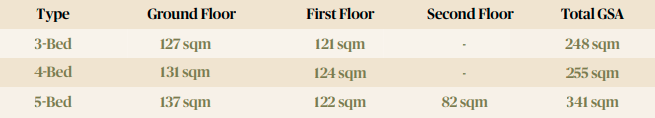 Type Ground Floor First Floor Second Floor Total GSA
3-Bed 127 sqm 121 sqm - 248 sqm
4-Bed 131 sqm 124 sqm - 255 sqm
5-Bed 137 sqm 122 sqm 82 sqm 341 sqm